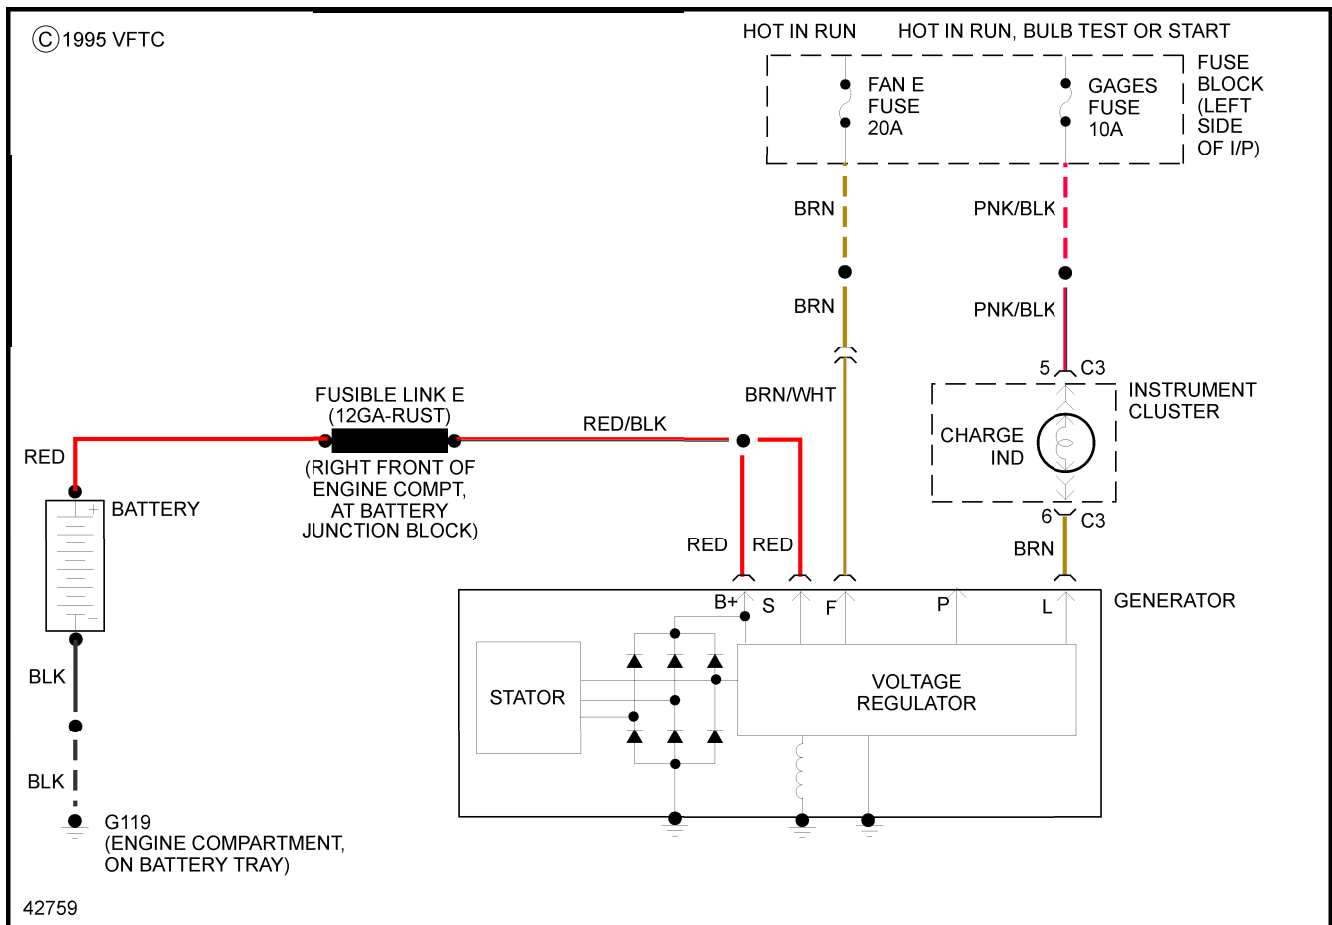 © 1995 VFTC
HOT IN RUN
HOT IN RUN, BULB TEST OR START
FAN E
FUSE
20A
GAGES
FUSE
10A
FUSE
BLOCK
(LEFT
SIDE
OF I/P)
BRN
PNK/BLK
BRN
PNK/BLK
5
C3
BRN/WHT
INSTRUMENT
CLUSTER
CHARGE
IND
6
C3
BRN
FUSIBLE LINK E
(12GA-RUST)
RED/BLK
RED
(RIGHT FRONT OF
ENGINE COMPT,
AT BATTERY
JUNCTION BLOCK)
+
BATTERY
–
RED
RED
B+
S
F
P
L
GENERATOR
STATOR
VOLTAGE
REGULATOR
BLK
BLK
G119
(ENGINE COMPARTMENT,
ON BATTERY TRAY)
42759